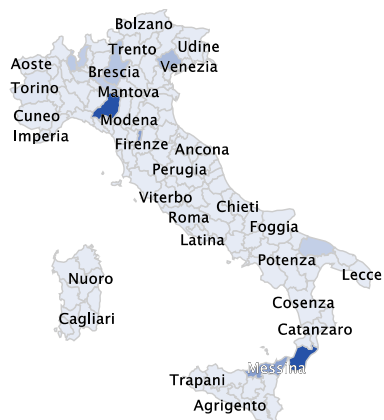 Bolzano
Trento
Udine
Aoste
Brescia
Venezia
Torino
Mantova
Cuneo
Modena
Imperia
Firenze
Ancona
Perugia
Viterbo
Chieti
Roma
Foggia
Latina
Potenza
Lecce
Nuoro
Cosenza
Cagliari
Catanzaro
Messina
Trapani
Agrigento